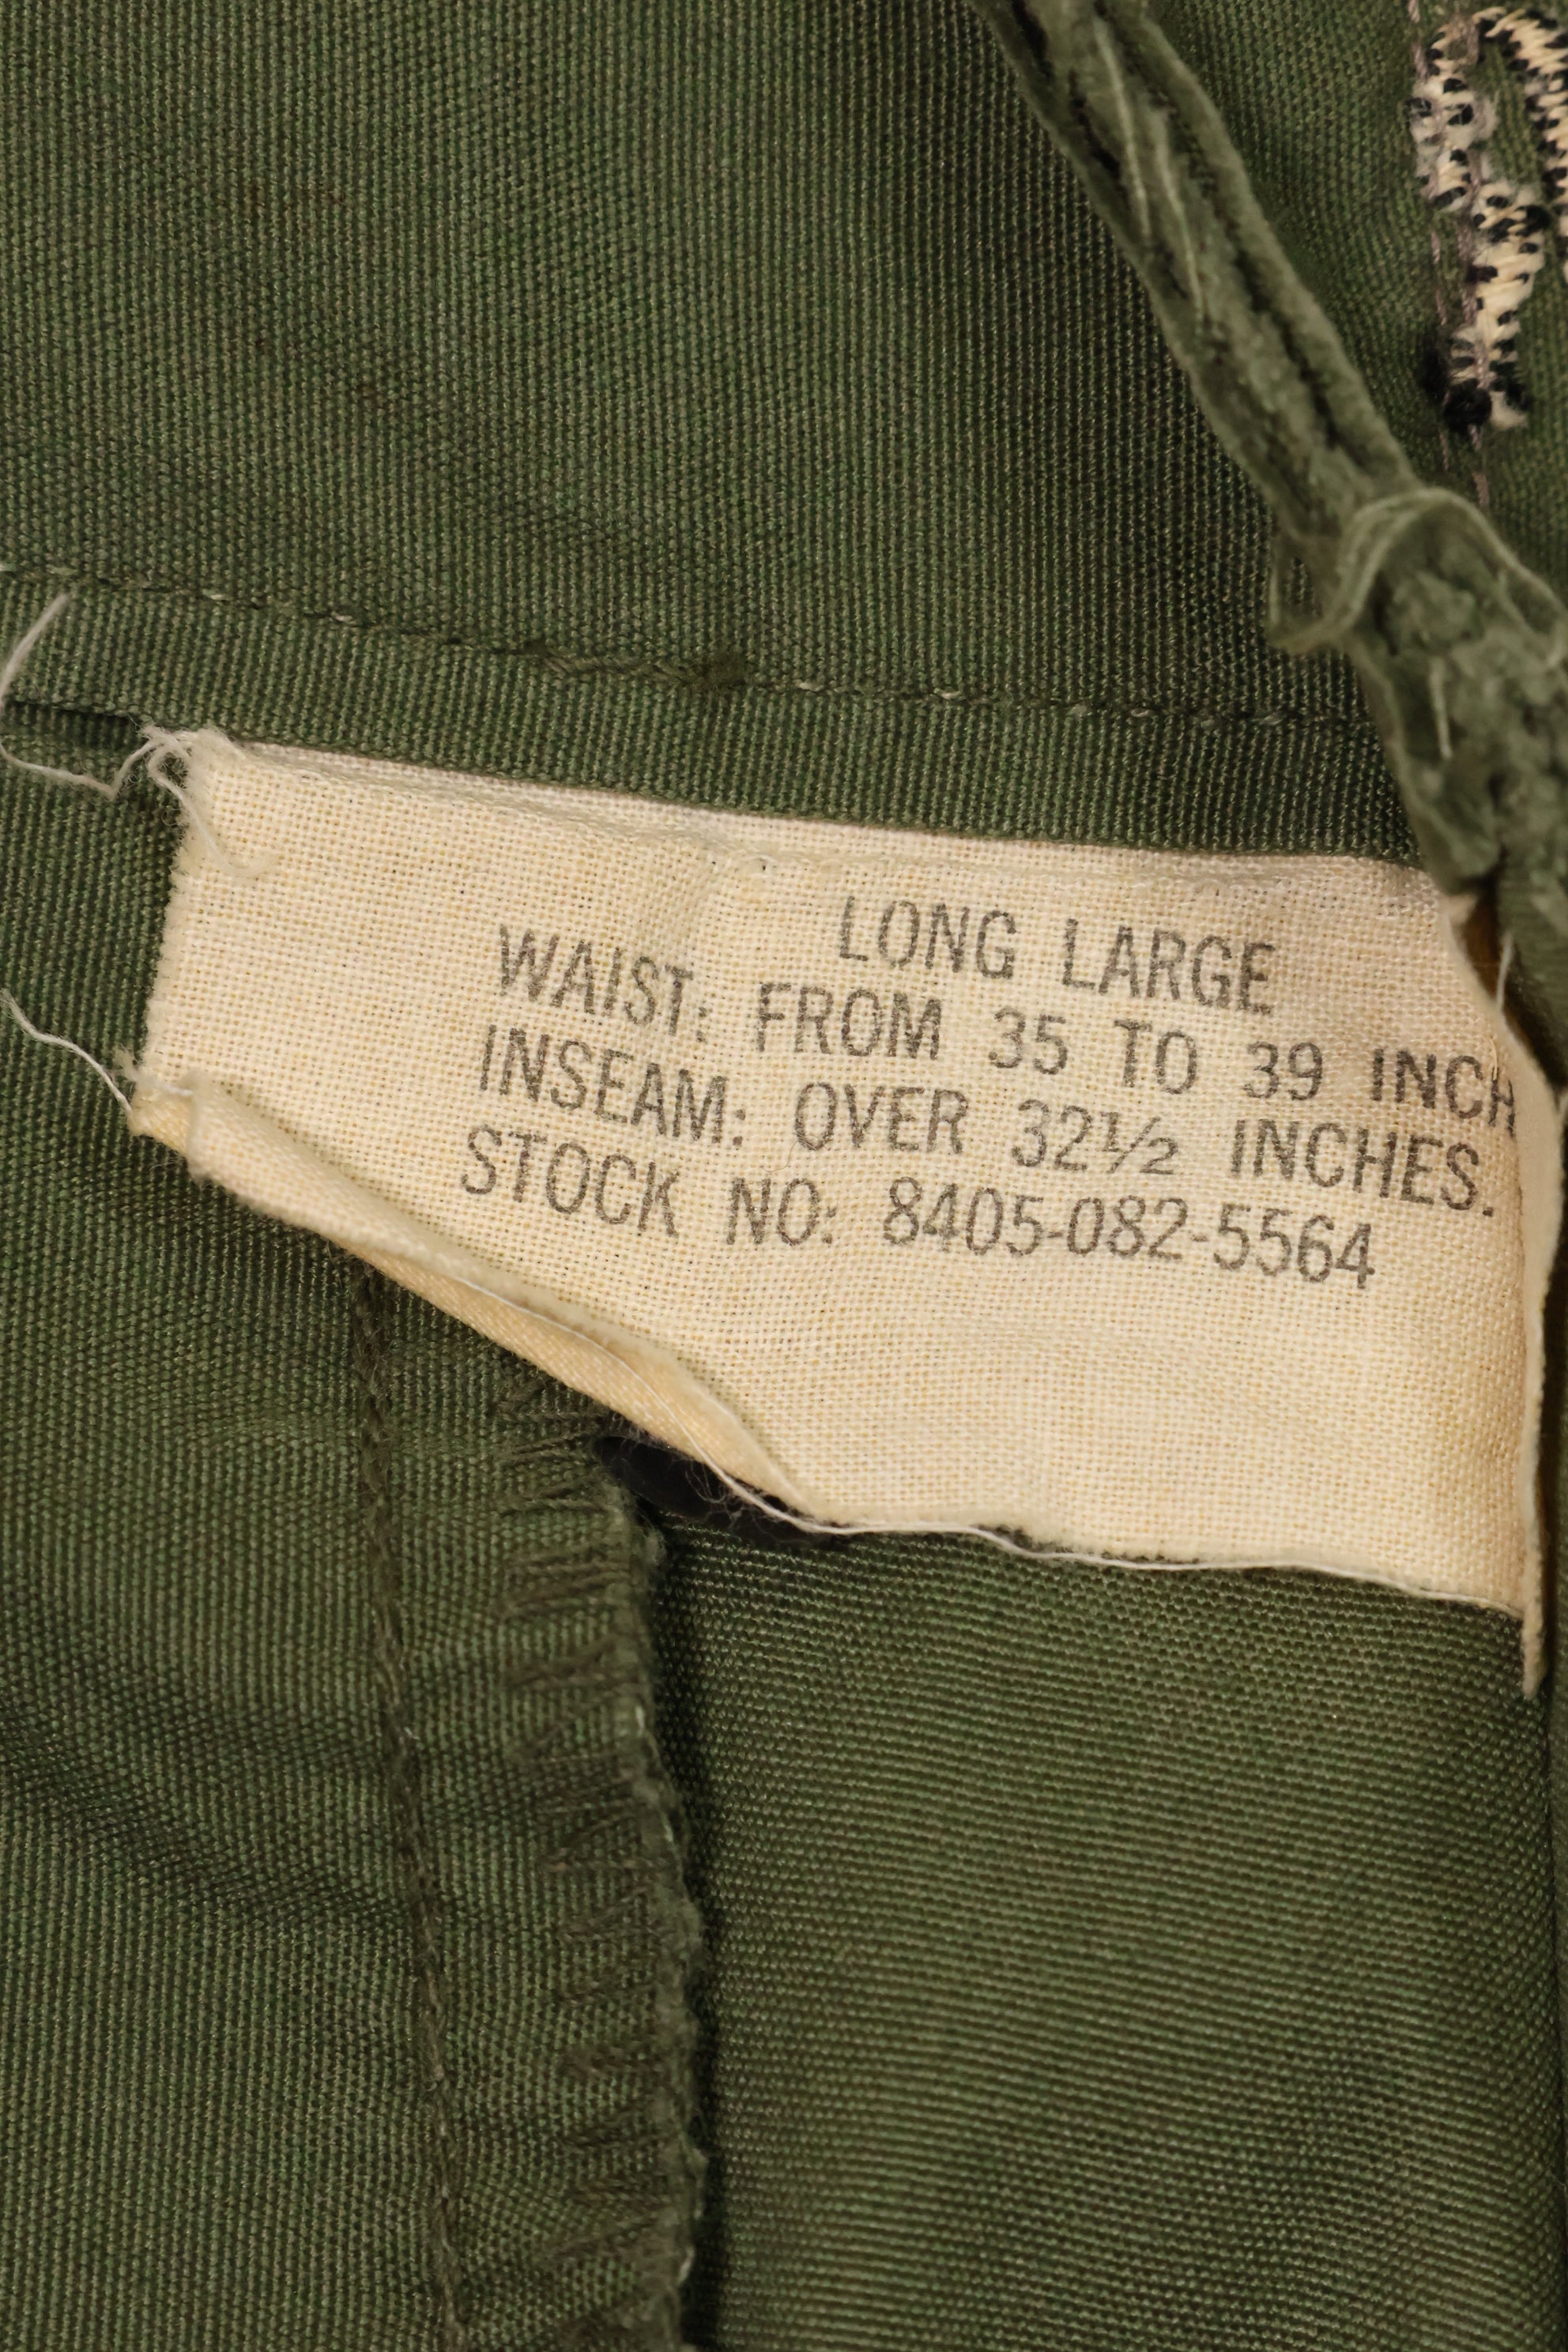 LONG LARGE
WAIST: FROM 35 TO 39 INCH
INSEAM: OVER 32½ INCHES.
STOCK NO: 8405-082-5564